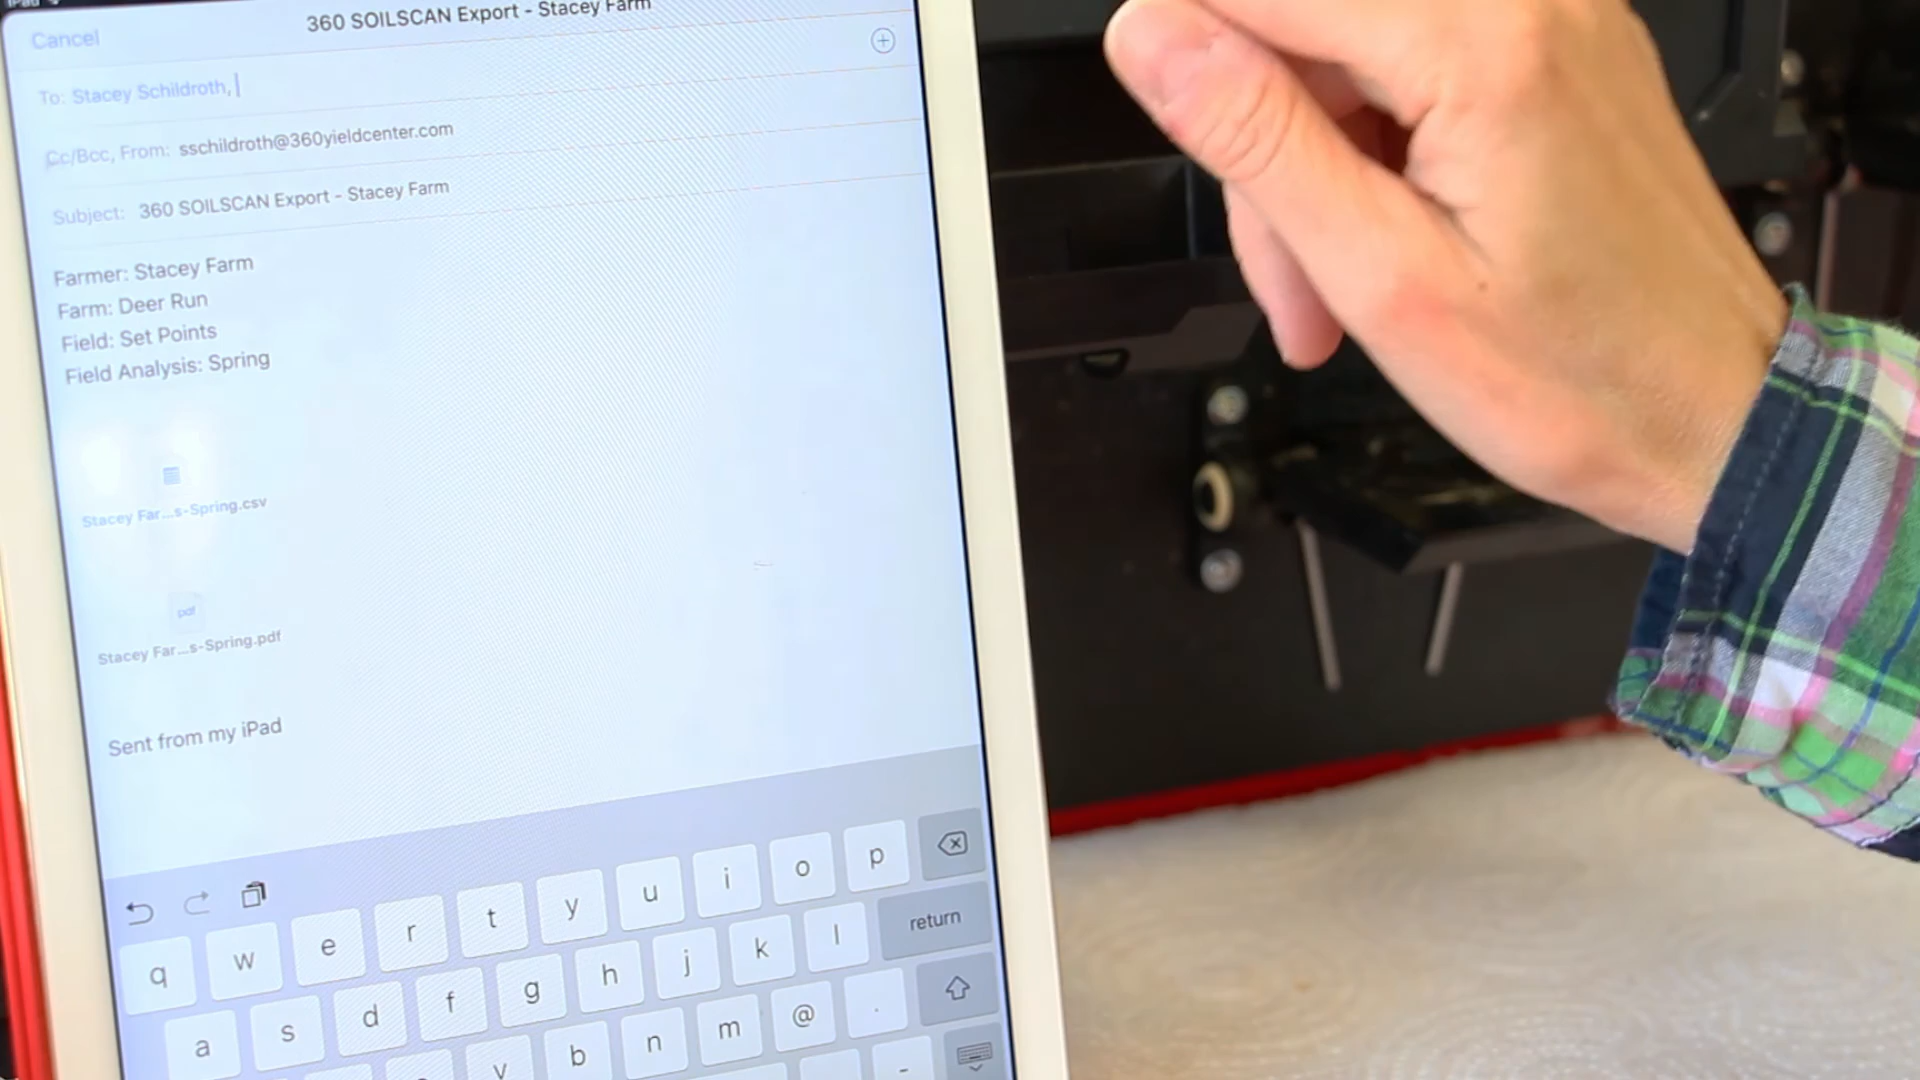 360 SOILSCAN Export - Stacey Farm
Cancel
To: Stacey Schildroth,
Cc/Bcc, From: sschildroth@360yieldcenter.com
Subject: 360 SOILSCAN Export - Stacey Farm
Farmer: Stacey Farm
Farm: Deer Run
Field: Set Points
Field Analysis: Spring
Stacey Far...s-Spring.csv
pdf
Stacey Far...s-Spring.pdf
Sent from my iPad
q w e r t y u i o p
a s d f g h j k l return
v b n m @ .
-